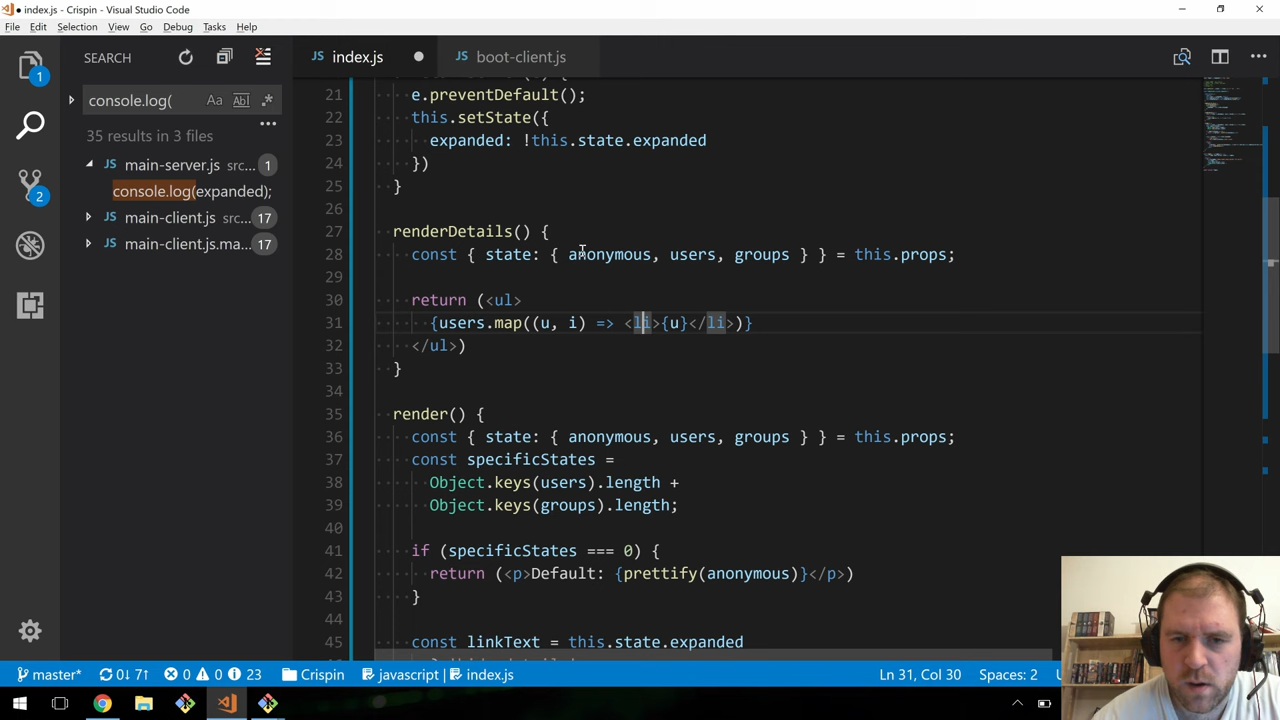 index.js - Crispin - Visual Studio Code
File Edit Selection View Go Debug Tasks Help
SEARCH
JS index.js
JS boot-client.js
console.log(
Aa Abl .*
35 results in 3 files
JS main-server.js src... 1
console.log(expanded);
JS main-client.js src... 17
JS main-client.js.ma... 17
1
2
21 e.preventDefault();
22 this.setState({
23 expanded: !this.state.expanded
24 })
25 }
26
27 renderDetails() {
28 const { state: { anonymous, users, groups } } = this.props;
29
30 return (<ul>
31 {users.map((u, i) => <li>{u}</li>)}
32 </ul>)
33 }
34
35 render() {
36 const { state: { anonymous, users, groups } } = this.props;
37 const specificStates =
38 Object.keys(users).length +
39 Object.keys(groups).length;
40
41 if (specificStates === 0) {
42 return (<p>Default: {prettify(anonymous)}</p>)
43 }
44
45 const linkText = this.state.expanded
master* 0↓ 7↑ 0 0 23 Crispin javascript index.js Ln 31, Col 30 Spaces: 2